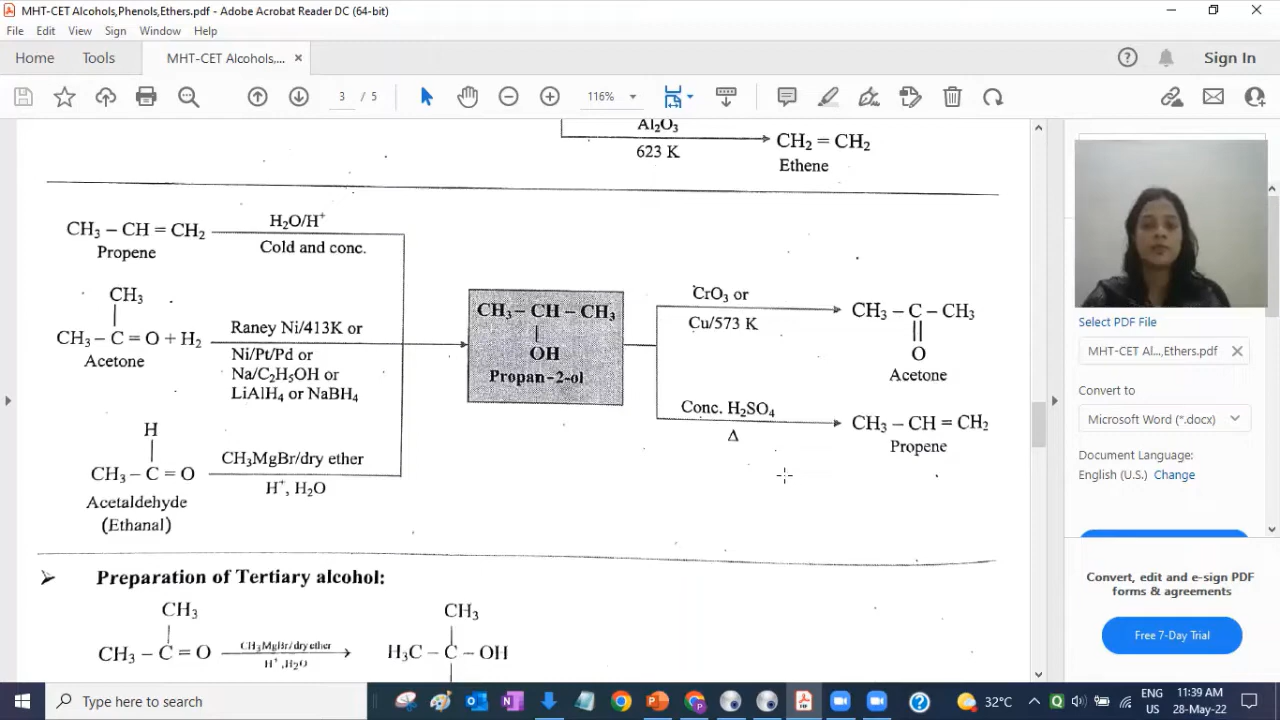 MHT-CET Alcohols,Phenols,Ethers.pdf - Adobe Acrobat Reader DC (64-bit)
File Edit View Sign Window Help
Home Tools MHT-CET Alcohols,... ×
Sign In
3 / 5 116%
Al₂O₃
623 K
CH₂ = CH₂
Ethene
CH₃ – CH = CH₂
Propene
H₂O/H⁺
Cold and conc.
CH₃
|
CH₃ – C = O + H₂
Acetone
Raney Ni/413K or
Ni/Pt/Pd or
Na/C₂H₅OH or
LiAlH₄ or NaBH₄
H
|
CH₃ – C = O
Acetaldehyde
(Ethanal)
CH₃MgBr/dry ether
H⁺, H₂O
CH₃ – CH – CH₃
|
OH
Propan-2-ol
CrO₃ or
Cu/573 K
CH₃ – C – CH₃
||
O
Acetone
Conc. H₂SO₄
Δ
CH₃ – CH = CH₂
Propene
➢ Preparation of Tertiary alcohol:
CH₃
|
CH₃ – C = O
CH₃MgBr/dry ether
H⁺,H₂O
CH₃
|
H₃C – C – OH
|
Select PDF File
MHT-CET Al...,Ethers.pdf
Convert to
Microsoft Word (*.docx)
Document Language:
English (U.S.) Change
Convert, edit and e-sign PDF
forms & agreements
Free 7-Day Trial
Type here to search
32°C
ENG
US
11:39 AM
28-May-22